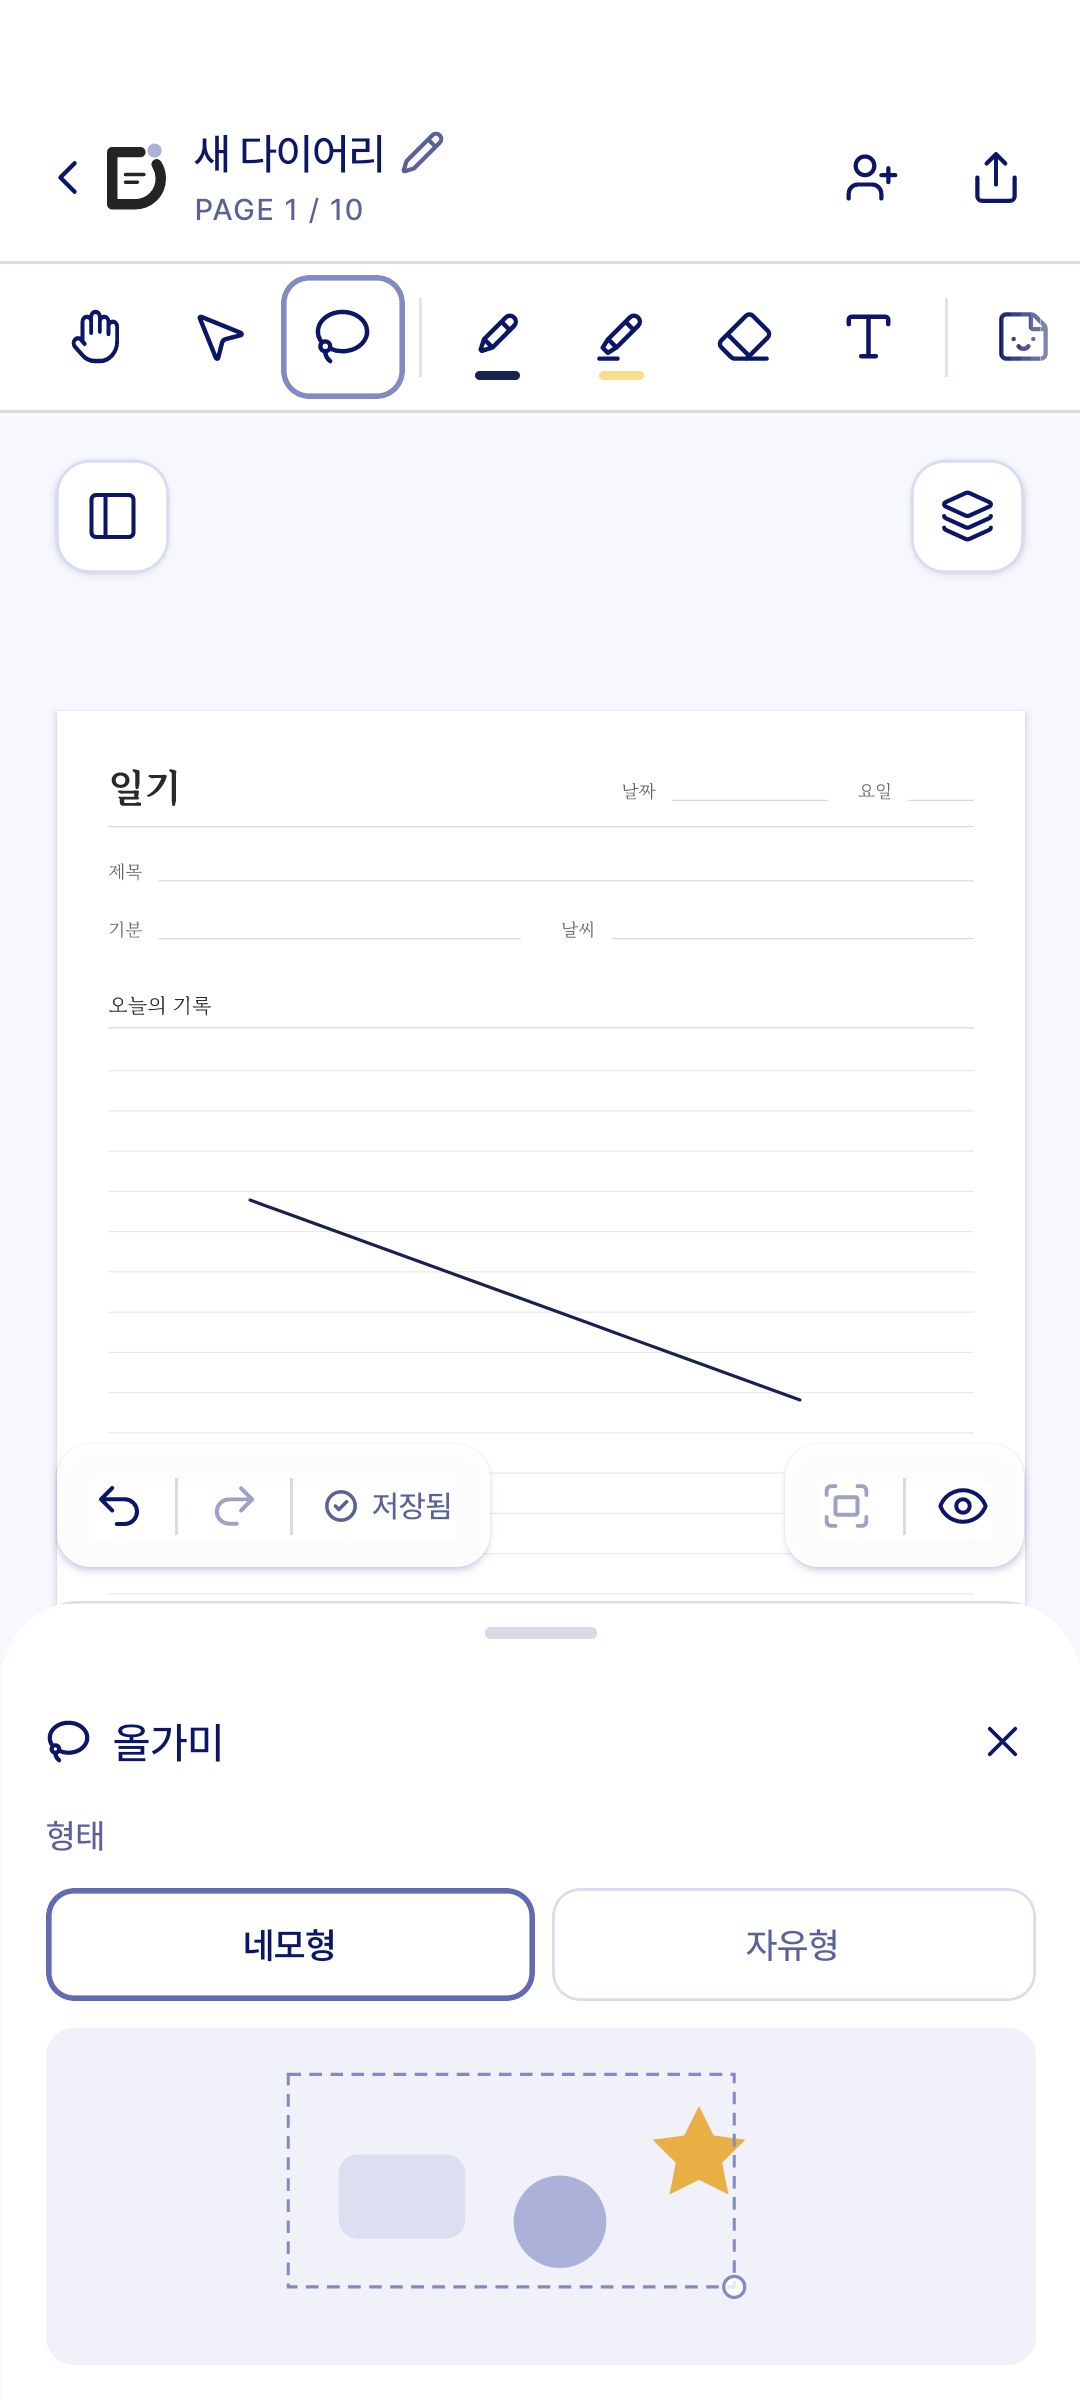 새 다이어리
PAGE 1 / 10
일기
날짜 요일
제목
기분 날씨
오늘의 기록
저장됨
올가미
형태
네모형 자유형